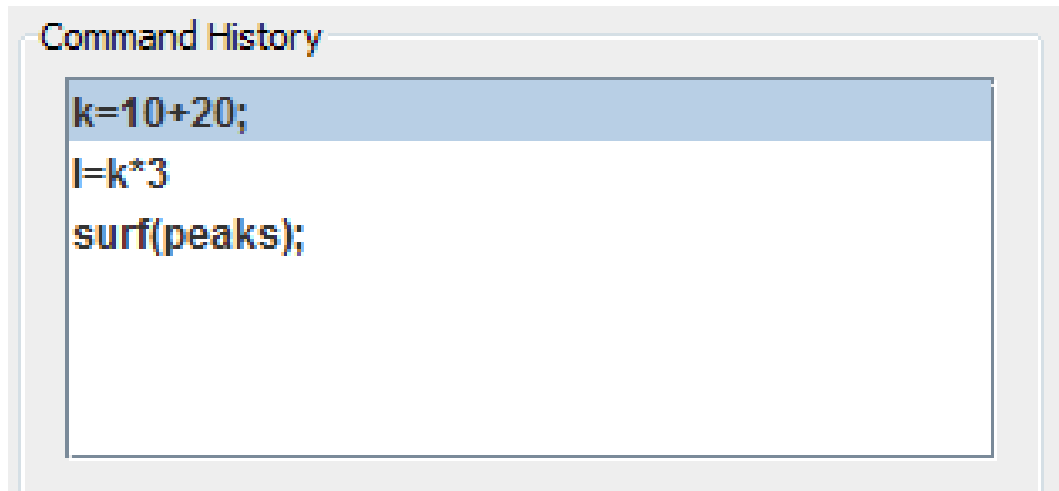 Command History
k=10+20;
l=k*3
surf(peaks);